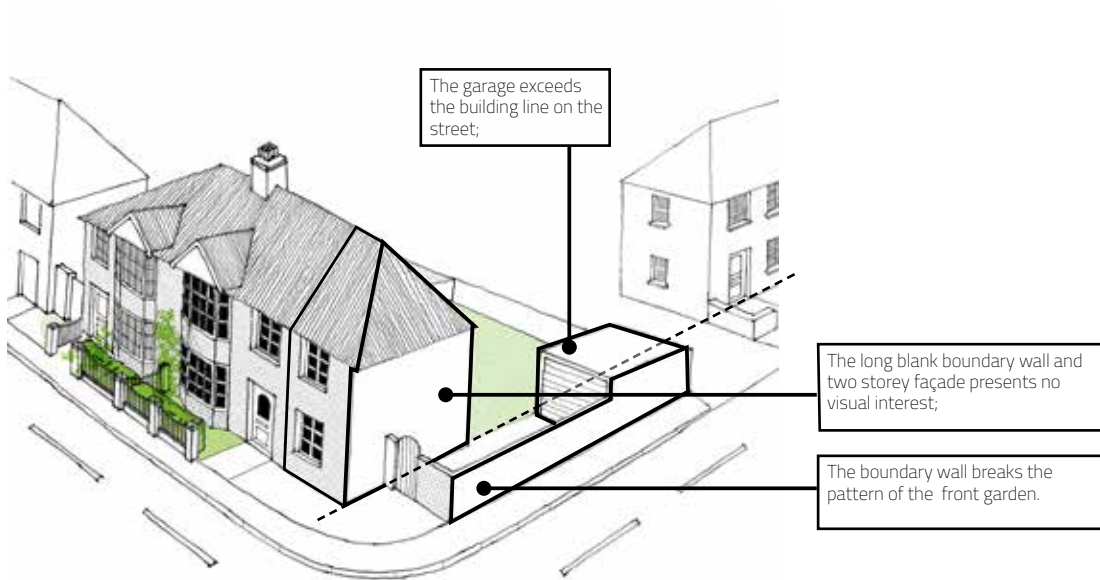 The garage exceeds
the building line on the
street;
The long blank boundary wall and
two storey façade presents no
visual interest;
The boundary wall breaks the
pattern of the front garden.